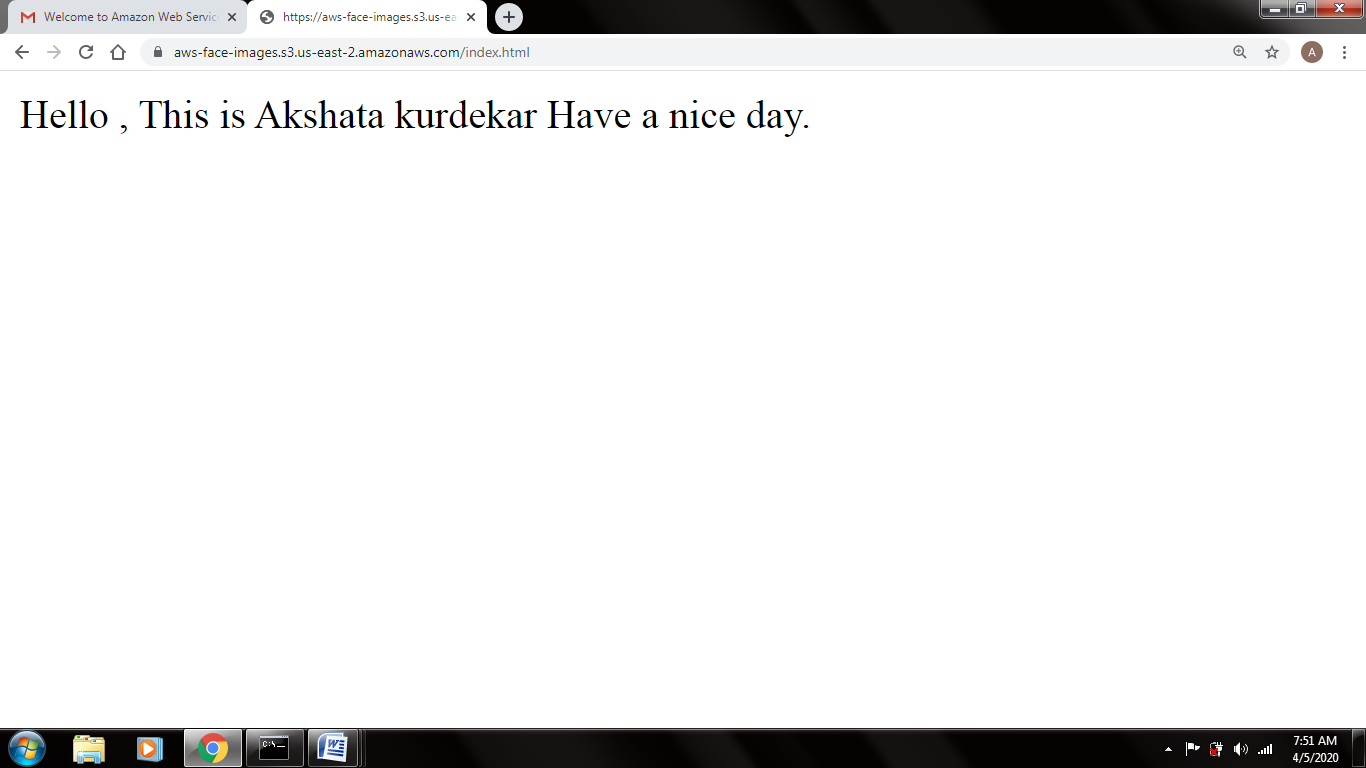 Welcome to Amazon Web Servic
https://aws-face-images.s3.us-ea
aws-face-images.s3.us-east-2.amazonaws.com/index.html
A
Hello , This is Akshata kurdekar Have a nice day.
C:\_
W
7:51 AM
4/5/2020